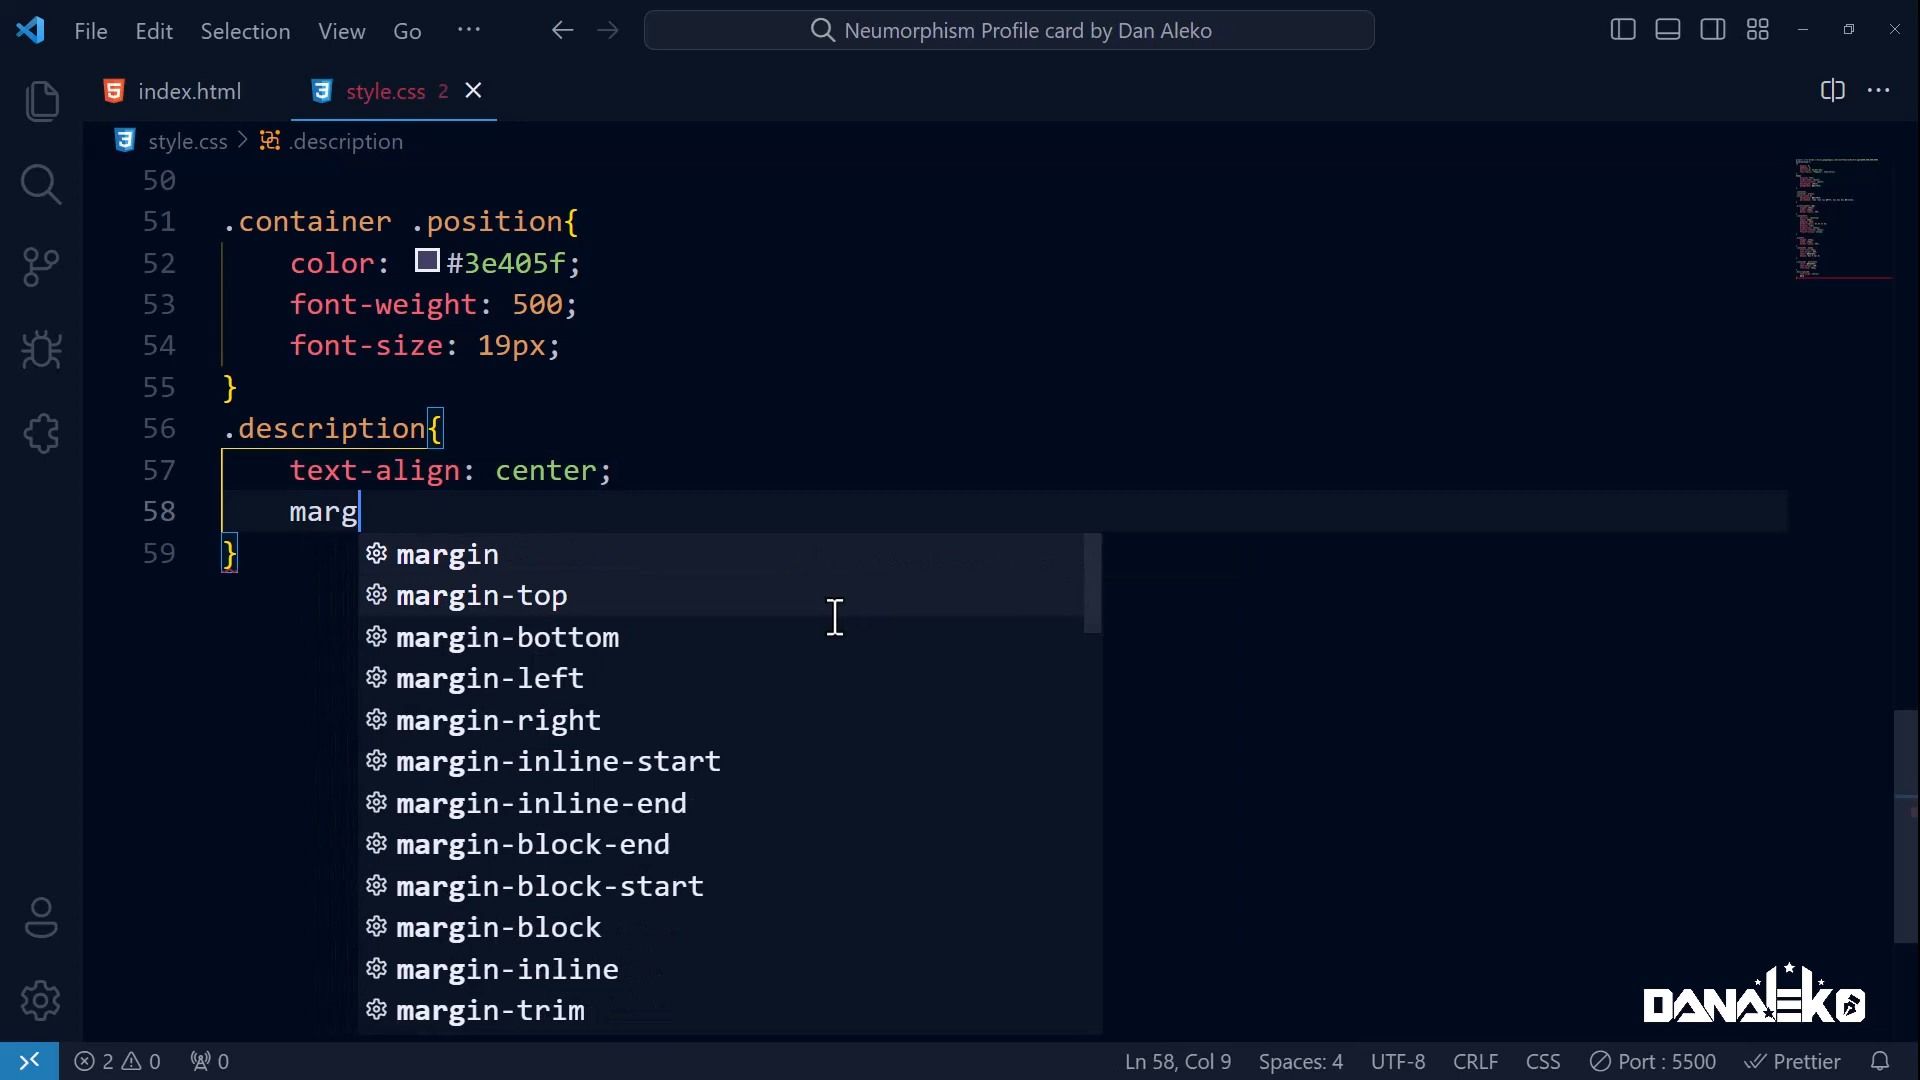 File Edit Selection View Go ··· Neumorphism Profile card by Dan Aleko
index.html style.css 2
style.css > .description
50
51 .container .position{
52 color: #3e405f;
53 font-weight: 500;
54 font-size: 19px;
55 }
56 .description{
57 text-align: center;
58 marg
59 }
margin
margin-top
margin-bottom
margin-left
margin-right
margin-inline-start
margin-inline-end
margin-block-end
margin-block-start
margin-block
margin-inline
margin-trim
DANALEKO
2 0 0 Ln 58, Col 9 Spaces: 4 UTF-8 CRLF CSS Port : 5500 Prettier